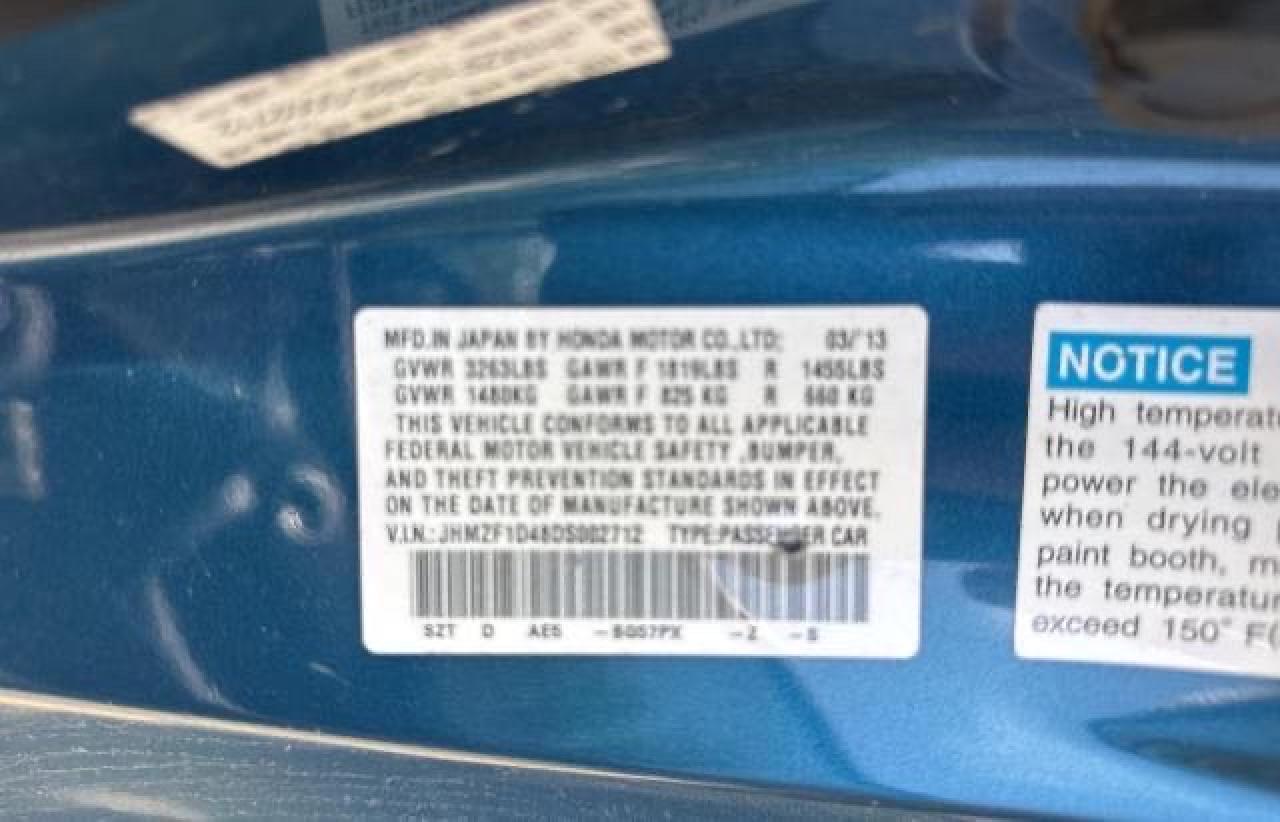 MFD.IN JAPAN BY HONDA MOTOR CO.,LTD; 03/'13
GVWR 3263LBS GAWR F 1819LBS R 1455LBS
GVWR 1480KG GAWR F 825 KG R 660 KG
THIS VEHICLE CONFORMS TO ALL APPLICABLE
FEDERAL MOTOR VEHICLE SAFETY ,BUMPER,
AND THEFT PREVENTION STANDARDS IN EFFECT
ON THE DATE OF MANUFACTURE SHOWN ABOVE.
V.I.N.: JHMZF1D48DS002712 TYPE:PASSENGER CAR
SZT D AE5 -2 -S
NOTICE
High temperatu
the 144-volt
power the ele
when drying
paint booth, m
the temperatur
exceed 150° F(